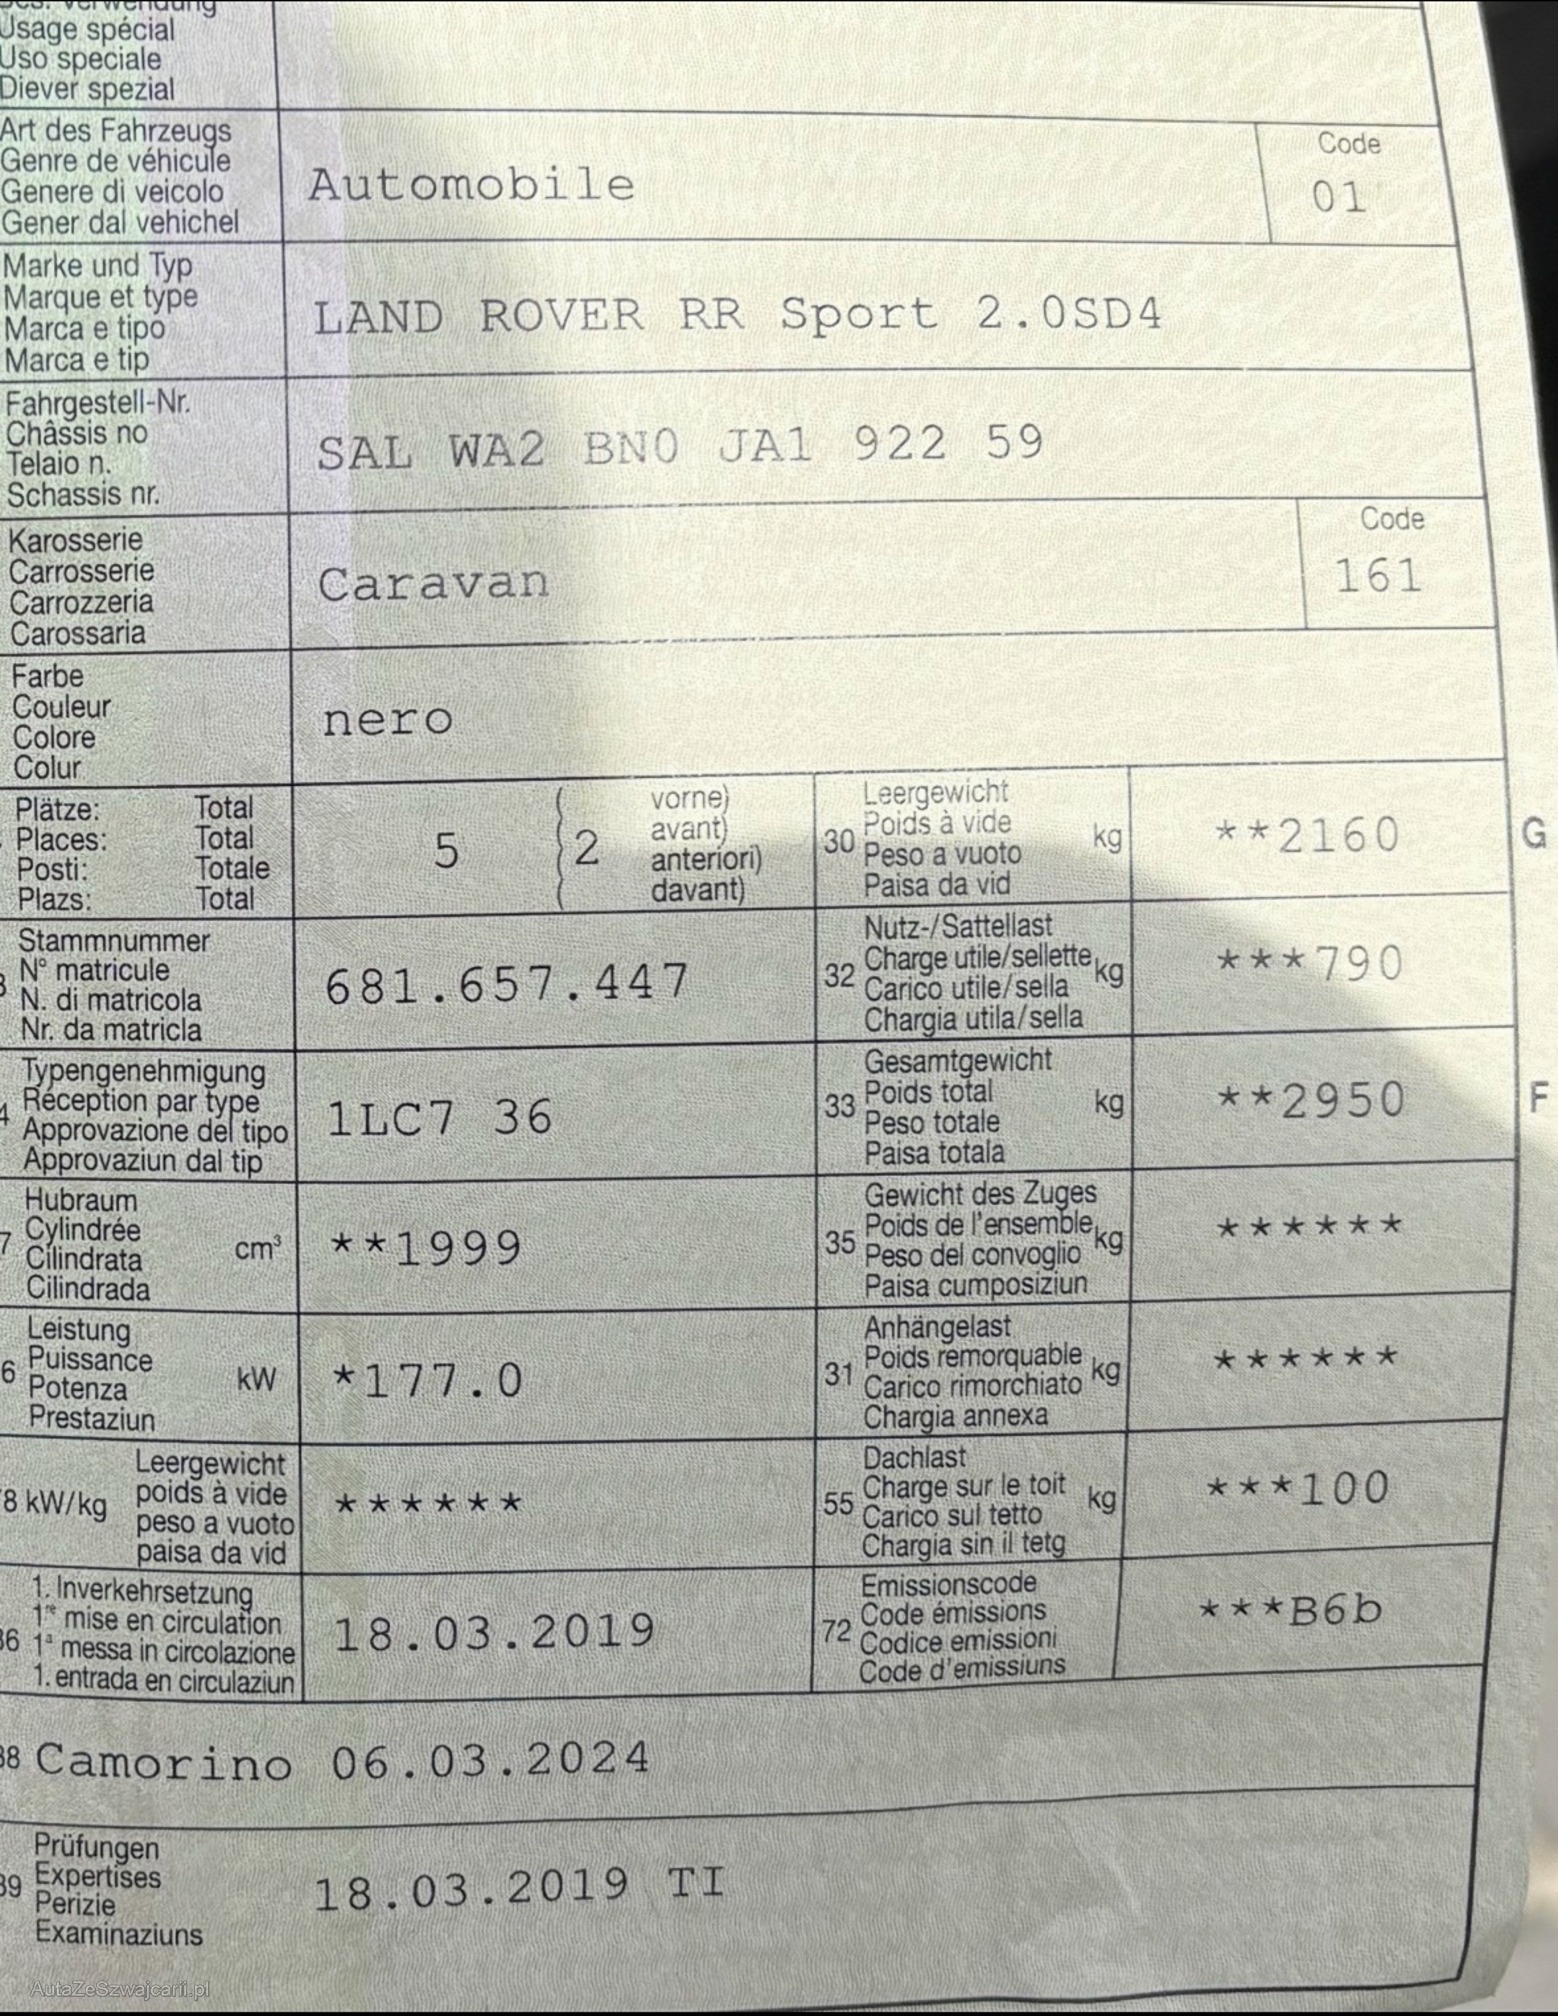 Usage spécial
Uso speciale
Diever spezial
Art des Fahrzeugs
Genre de véhicule
Genere di veicolo
Gener dal vehichel
Automobile
Code
01
Marke und Typ
Marque et type
Marca e tipo
Marca e tip
LAND ROVER RR Sport 2.0SD4
Fahrgestell-Nr.
Châssis no
Telaio n.
Schassis nr.
SAL WA2 BN0 JA1 922 59
Karosserie
Carrosserie
Carrozzeria
Carossaria
Caravan
Code
161
Farbe
Couleur
Colore
Colur
nero
Plätze: Total
Places: Total
Posti: Totale
Plazs: Total
5
2
vorne)
avant)
anteriori)
davant)
30
Leergewicht
Poids à vide
Peso a vuoto
Paisa da vid
kg
**2160
G
Stammnummer
N° matricule
N. di matricola
Nr. da matricla
681.657.447
32
Nutz-/Sattellast
Charge utile/sellette
Carico utile/sella
Chargia utila/sella
kg
***790
Typengenehmigung
Réception par type
Approvazione del tipo
Approvaziun dal tip
1LC7 36
33
Gesamtgewicht
Poids total
Peso totale
Paisa totala
kg
**2950
F
Hubraum
Cylindrée
Cilindrata
Cilindrada
cm³
**1999
35
Gewicht des Zuges
Poids de l'ensemble
Peso del convoglio
Paisa cumposiziun
kg
******
6
Leistung
Puissance
Potenza
Prestaziun
kW
*177.0
31
Anhängelast
Poids remorquable
Carico rimorchiato
Chargia annexa
kg
******
8 kW/kg
Leergewicht
poids à vide
peso a vuoto
paisa da vid
******
55
Dachlast
Charge sur le toit
Carico sul tetto
Chargia sin il tetg
kg
***100
36
1. Inverkehrsetzung
1re mise en circulation
1a messa in circolazione
1. entrada en circulaziun
18.03.2019
72
Emissionscode
Code émissions
Codice emissioni
Code d'emissiuns
***B6b
38 Camorino 06.03.2024
39
Prüfungen
Expertises
Perizie
Examinaziuns
18.03.2019 TI
AutaZeSzwajcarii.pl